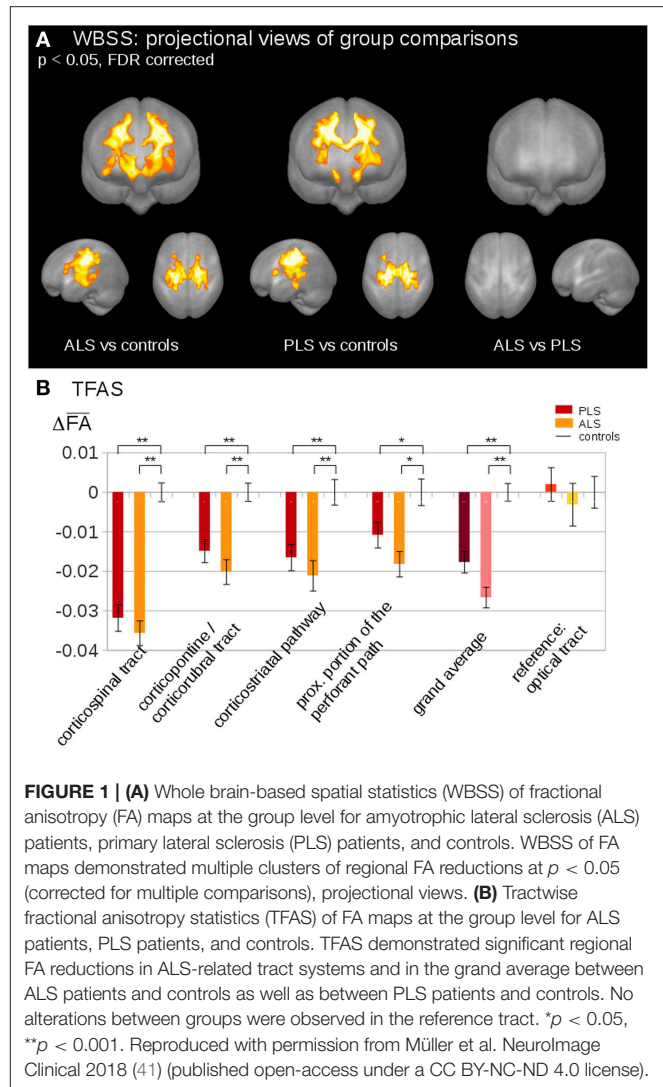 A WBSS: projectional views of group comparisons
p < 0.05, FDR corrected
ALS vs controls
PLS vs controls
ALS vs PLS
B TFAS
ΔFA
PLS
ALS
controls
** ** ** * **
** ** ** * **
0.01
0
-0.01
-0.02
-0.03
-0.04
corticospinal tract
corticopontine /
corticorubral tract
corticostriatal pathway
prox. portion of the
perforant path
grand average
reference:
optical tract
FIGURE 1 | (A) Whole brain-based spatial statistics (WBSS) of fractional
anisotropy (FA) maps at the group level for amyotrophic lateral sclerosis (ALS)
patients, primary lateral sclerosis (PLS) patients, and controls. WBSS of FA
maps demonstrated multiple clusters of regional FA reductions at p < 0.05
(corrected for multiple comparisons), projectional views. (B) Tractwise
fractional anisotropy statistics (TFAS) of FA maps at the group level for ALS
patients, PLS patients, and controls. TFAS demonstrated significant regional
FA reductions in ALS-related tract systems and in the grand average between
ALS patients and controls as well as between PLS patients and controls. No
alterations between groups were observed in the reference tract. *p < 0.05,
**p < 0.001. Reproduced with permission from Müller et al. NeuroImage
Clinical 2018 (41) (published open-access under a CC BY-NC-ND 4.0 license).